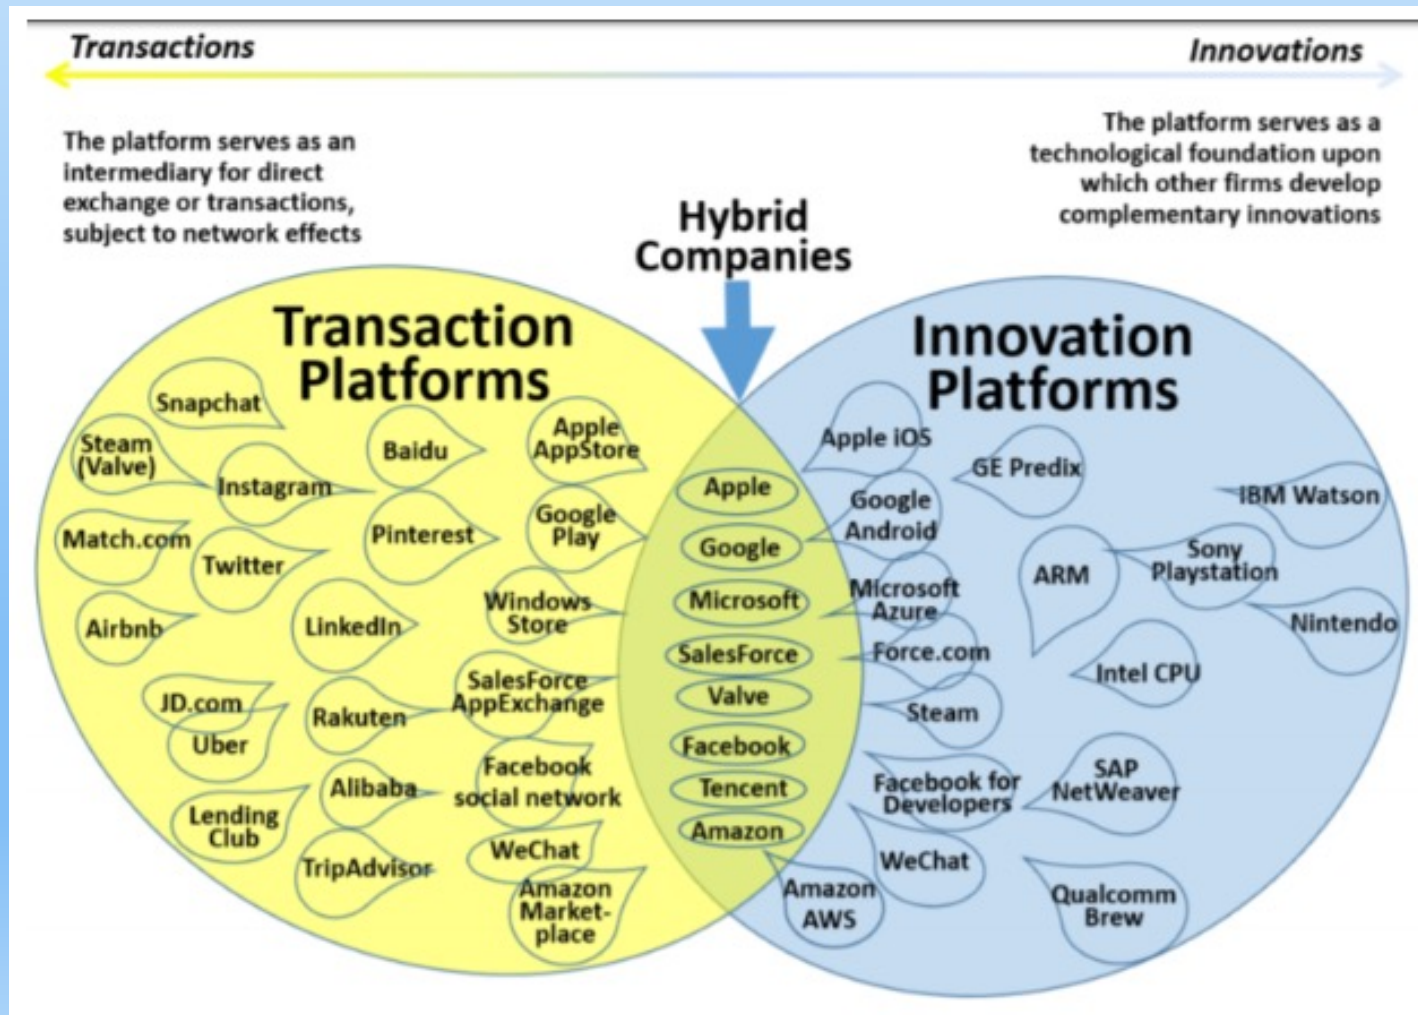 Transactions
Innovations
The platform serves as an
intermediary for direct
exchange or transactions,
subject to network effects
The platform serves as a
technological foundation upon
which other firms develop
complementary innovations
Hybrid
Companies
Transaction
Platforms
Snapchat
Steam
(Valve)
Instagram
Baidu
Apple
AppStore
Match.com
Twitter
Pinterest
Google
Play
Airbnb
LinkedIn
Windows
Store
JD.com
Uber
Rakuten
SalesForce
AppExchange
Lending
Club
Alibaba
Facebook
social network
TripAdvisor
WeChat
Amazon
Market-
place
Apple
Google
Microsoft
SalesForce
Valve
Facebook
Tencent
Amazon
Innovation
Platforms
Apple iOS
GE Predix
IBM Watson
Google
Android
Sony
Playstation
ARM
Microsoft
Azure
Nintendo
Force.com
Intel CPU
Steam
Facebook for
Developers
SAP
NetWeaver
WeChat
Amazon
AWS
Qualcomm
Brew